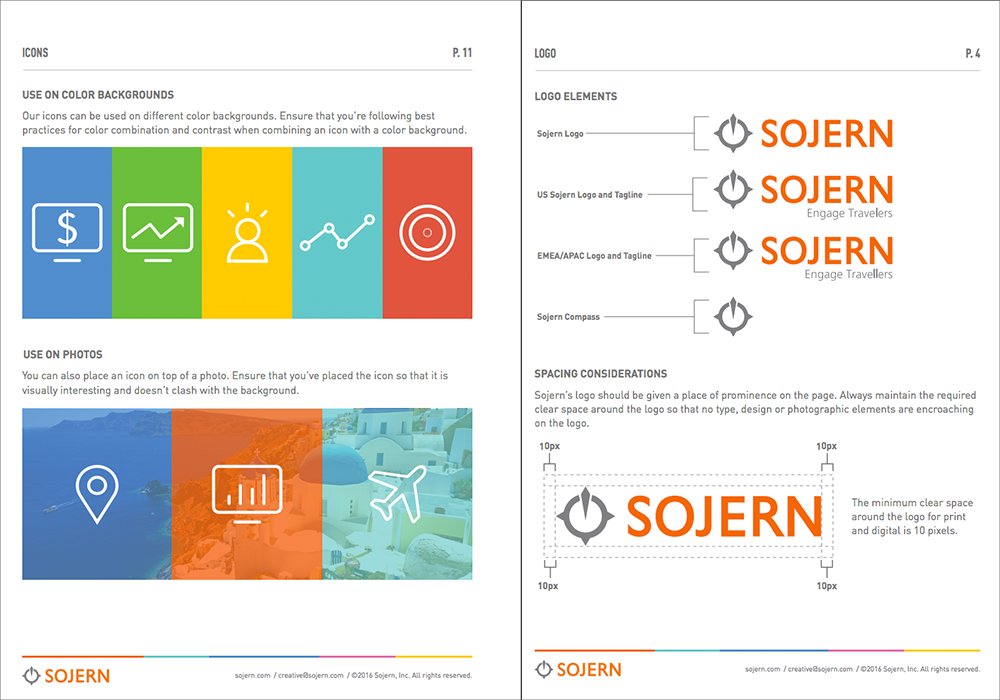 ICONS
P. 11
USE ON COLOR BACKGROUNDS
Our icons can be used on different color backgrounds. Ensure that you're following best
practices for color combination and contrast when combining an icon with a color background.
$
USE ON PHOTOS
You can also place an icon on top of a photo. Ensure that you've placed the icon so that it is
visually interesting and doesn't clash with the background.
SOJERN
sojern.com / creative@sojern.com / ©2016 Sojern, Inc. All rights reserved.
LOGO
P. 4
LOGO ELEMENTS
Sojern Logo
SOJERN
US Sojern Logo and Tagline
SOJERN
Engage Travelers
EMEA/APAC Logo and Tagline
SOJERN
Engage Travellers
Sojern Compass
SPACING CONSIDERATIONS
Sojern's logo should be given a place of prominence on the page. Always maintain the required
clear space around the logo so that no type, design or photographic elements are encroaching
on the logo.
10px
10px
SOJERN
The minimum clear space
around the logo for print
and digital is 10 pixels.
10px
10px
SOJERN
sojern.com / creative@sojern.com / ©2016 Sojern, Inc. All rights reserved.